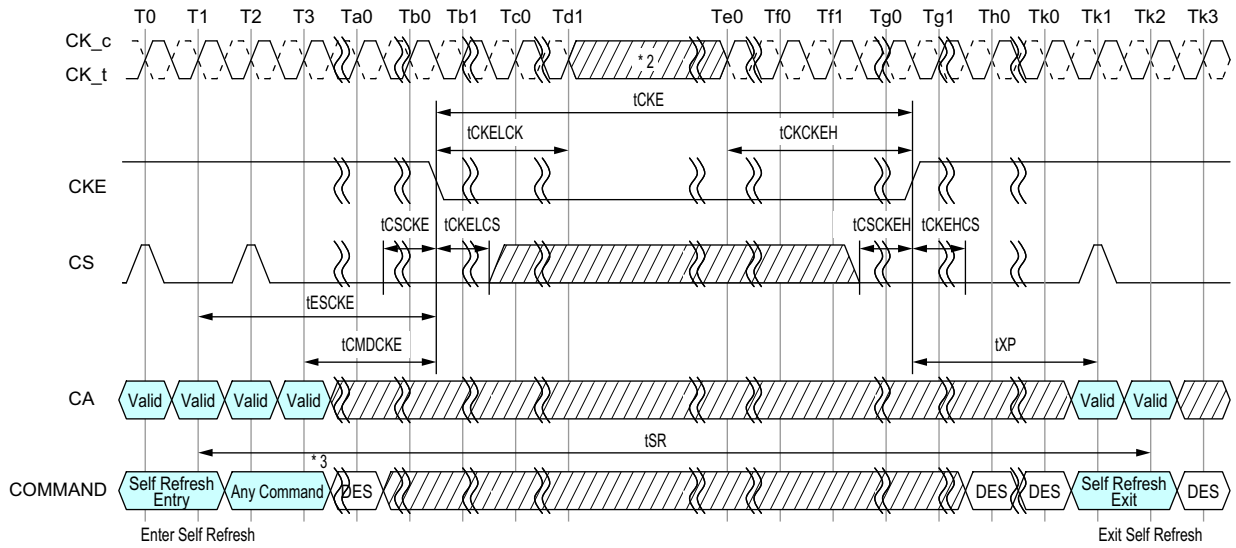 T0 T1 T2 T3 Ta0 Tb0 Tb1 Tc0 Td1 Te0 Tf0 Tf1 Tg0 Tg1 Th0 Tk0 Tk1 Tk2 Tk3
CK_c
CK_t
* 2
tCKE
tCKELCK tCKCKEH
CKE
tCSCKE tCKELCS tCSCKEH tCKEHCS
CS
tESCKE
tCMDCKE tXP
CA Valid Valid Valid Valid Valid Valid
tSR
* 3
COMMAND Self Refresh Entry Any Command DES DES DES Self Refresh Exit DES
Enter Self Refresh Exit Self Refresh